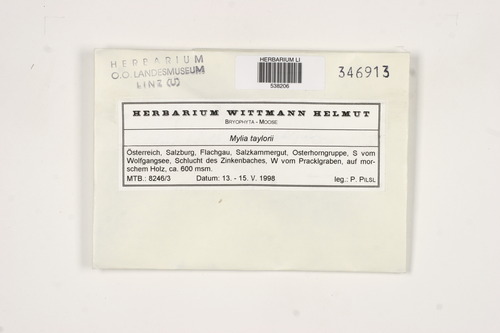 HERBARIUM
O.Ö. LANDESMUSEUM
LINZ (LI)
HERBARIUM LI
538206
346913
HERBARIUM WITTMANN HELMUT
BRYOPHYTA - MOOSE
Mylia taylorii
Österreich, Salzburg, Flachgau, Salzkammergut, Osterhorngruppe, S vom
Wolfgangsee, Schlucht des Zinkenbaches, W vom Pracklgraben, auf mor-
schem Holz, ca. 600 msm.
MTB.: 8246/3 Datum: 13. - 15. V. 1998 leg.: P. PILSL